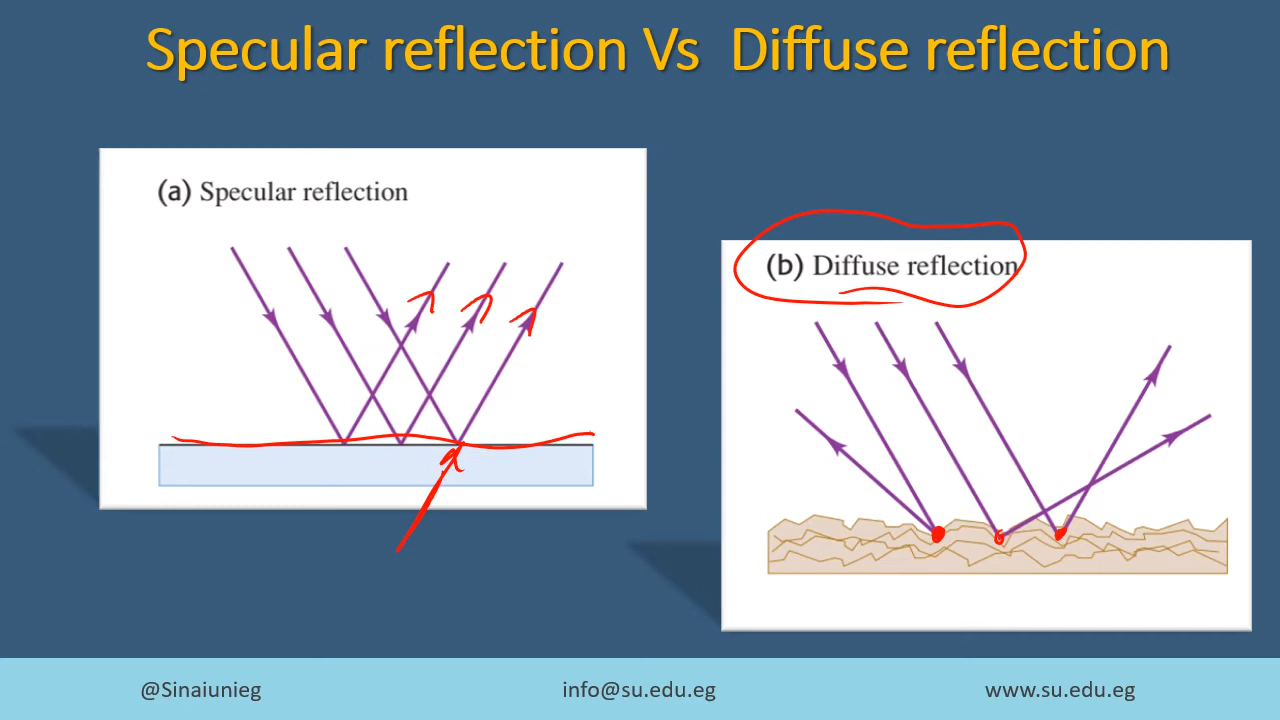 Specular reflection Vs Diffuse reflection
(a) Specular reflection
(b) Diffuse reflection
@Sinaiunieg
info@su.edu.eg
www.su.edu.eg